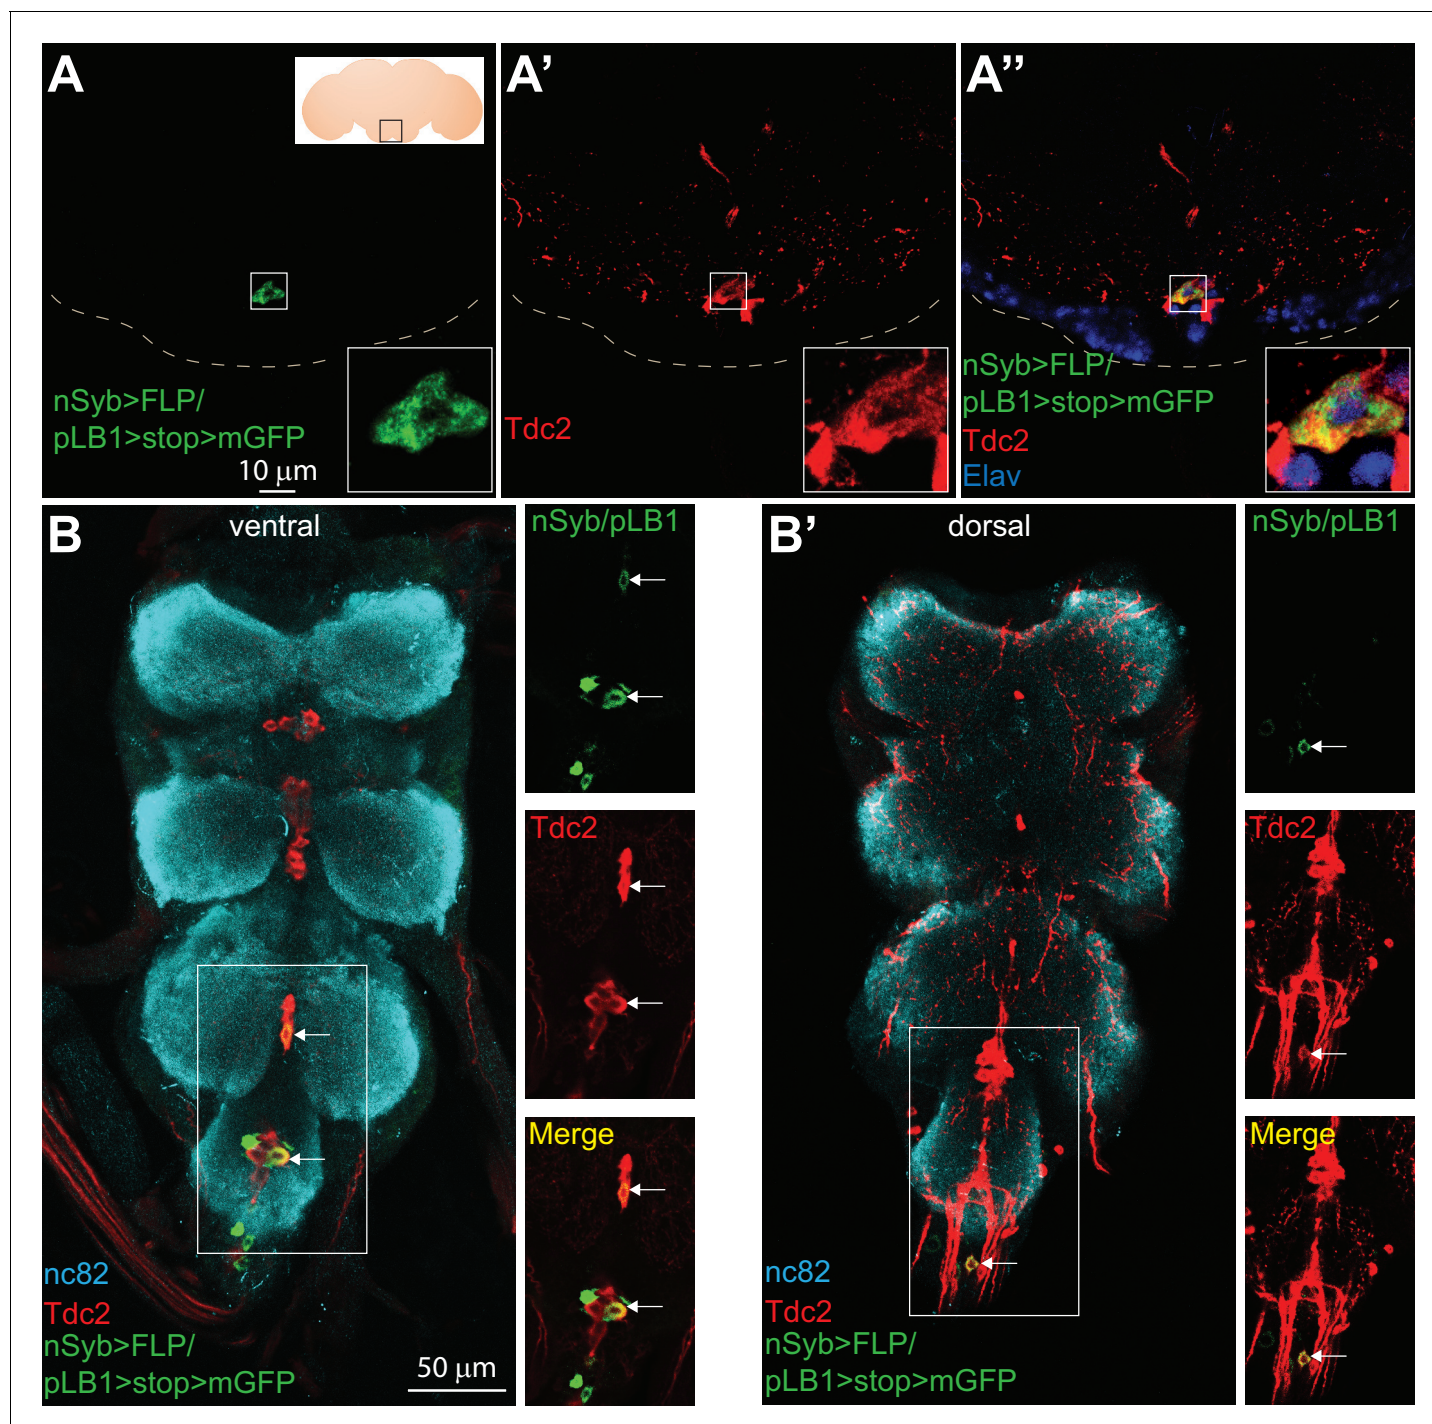 A
nSyb>FLP/
pLB1>stop>mGFP
10 μm
A’
Tdc2
A’’
nSyb>FLP/
pLB1>stop>mGFP
Tdc2
Elav
B
ventral
nc82
Tdc2
nSyb>FLP/
pLB1>stop>mGFP
50 μm
nSyb/pLB1
Tdc2
Merge
B’
dorsal
nc82
Tdc2
nSyb>FLP/
pLB1>stop>mGFP
nSyb/pLB1
Tdc2
Merge